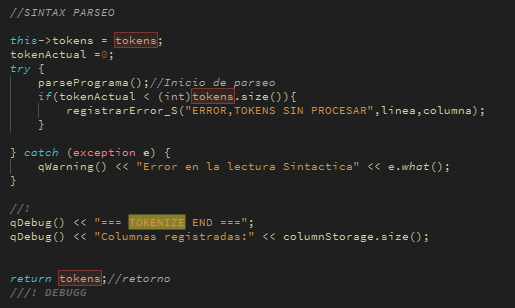 //SINTAX PARSEO
this->tokens = tokens;
tokenActual =0;
try {
parsePrograma();//Inicio de parseo
if(tokenActual < (int)tokens.size()){
registrarError_S("ERROR,TOKENS SIN PROCESAR",linea,columna);
}
} catch (exception e) {
qWarning() << "Error en la lectura Sintactica" << e.what();
}
//!
qDebug() << "=== TOKENIZE END ===";
qDebug() << "Columnas registradas:" << columnStorage.size();
return tokens;//retorno
///! DEBUGG